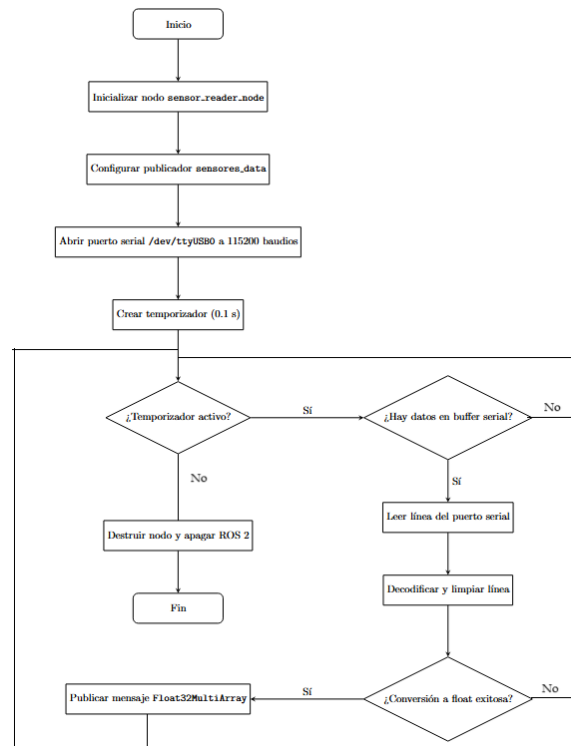 Inicio
Inicializar nodo sensor_reader_node
Configurar publicador sensores_data
Abrir puerto serial /dev/ttyUSB0 a 115200 baudios
Crear temporizador (0.1 s)
¿Temporizador activo?
Sí
¿Hay datos en buffer serial?
No
No
Sí
Leer línea del puerto serial
Destruir nodo y apagar ROS 2
Decodificar y limpiar línea
Fin
Publicar mensaje Float32MultiArray
Sí
¿Conversión a float exitosa?
No